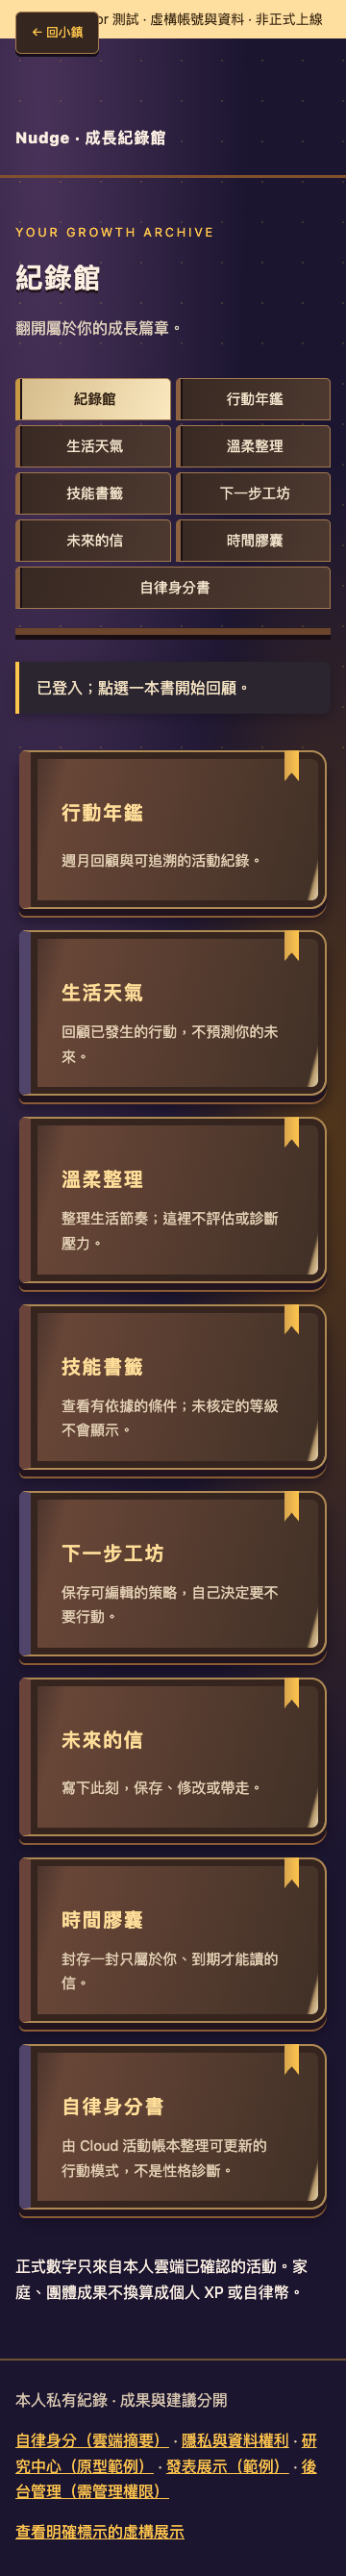 ← 回小鎮
or 測試 · 虛構帳號與資料 · 非正式上線
Nudge · 成長紀錄館
YOUR GROWTH ARCHIVE
紀錄館
翻開屬於你的成長篇章。
紀錄館
行動年鑑
生活天氣
溫柔整理
技能書籤
下一步工坊
未來的信
時間膠囊
自律身分書
已登入；點選一本書開始回顧。
行動年鑑
週月回顧與可追溯的活動紀錄。
生活天氣
回顧已發生的行動，不預測你的未
來。
溫柔整理
整理生活節奏；這裡不評估或診斷
壓力。
技能書籤
查看有依據的條件；未核定的等級
不會顯示。
下一步工坊
保存可編輯的策略，自己決定要不
要行動。
未來的信
寫下此刻，保存、修改或帶走。
時間膠囊
封存一封只屬於你、到期才能讀的
信。
自律身分書
由 Cloud 活動帳本整理可更新的
行動模式，不是性格診斷。
正式數字只來自本人雲端已確認的活動。家
庭、團體成果不換算成個人 XP 或自律幣。
本人私有紀錄 · 成果與建議分開
自律身分（雲端摘要） · 隱私與資料權利 · 研
究中心（原型範例） · 發表展示（範例） · 後
台管理（需管理權限）
查看明確標示的虛構展示